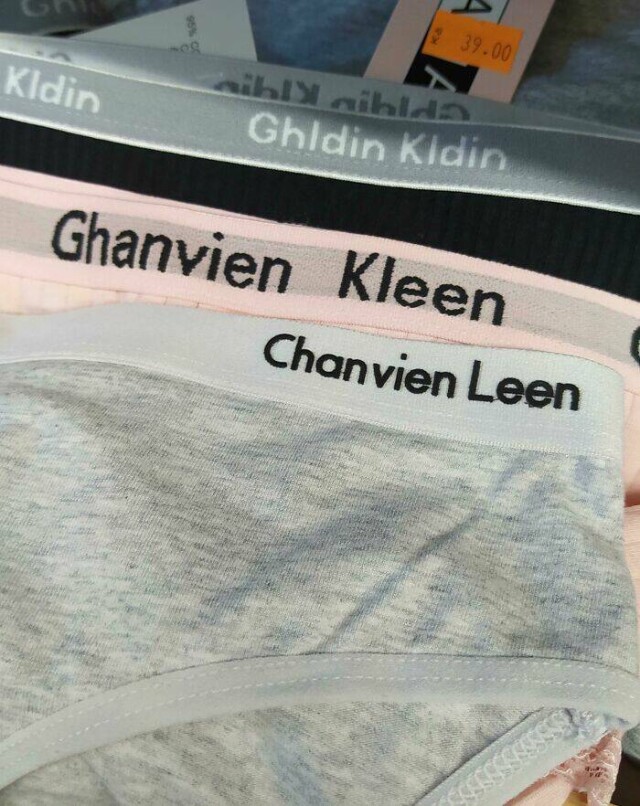 39.00
Kldin Ghldin Kldin
Ghanvien Kleen
Chanvien Leen